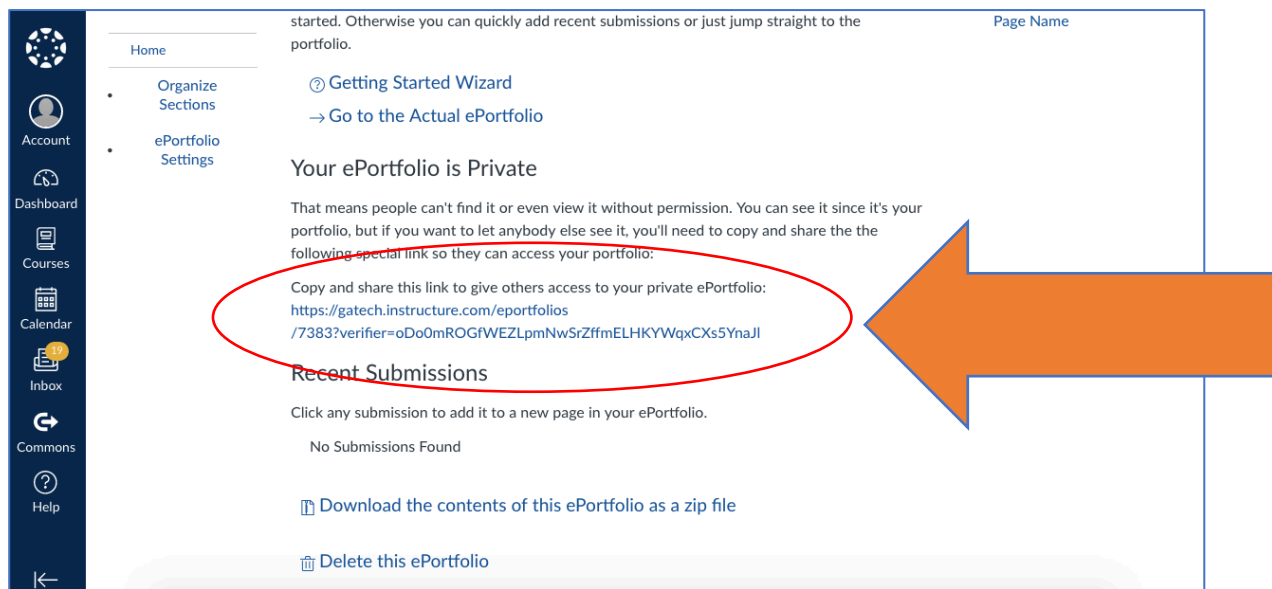 Account
Dashboard
Courses
Calendar
19
Inbox
Commons
Help
Home
Organize
Sections
ePortfolio
Settings
started. Otherwise you can quickly add recent submissions or just jump straight to the
portfolio.
Getting Started Wizard
Go to the Actual ePortfolio
Your ePortfolio is Private
That means people can't find it or even view it without permission. You can see it since it's your
portfolio, but if you want to let anybody else see it, you'll need to copy and share the the
following special link so they can access your portfolio:
Copy and share this link to give others access to your private ePortfolio:
https://gatech.instructure.com/eportfolios
/7383?verifier=oDo0mROGfWEZLpmNwSrZffmELHKYWqxCXs5YnaJl
Recent Submissions
Click any submission to add it to a new page in your ePortfolio.
No Submissions Found
Download the contents of this ePortfolio as a zip file
Delete this ePortfolio
Page Name